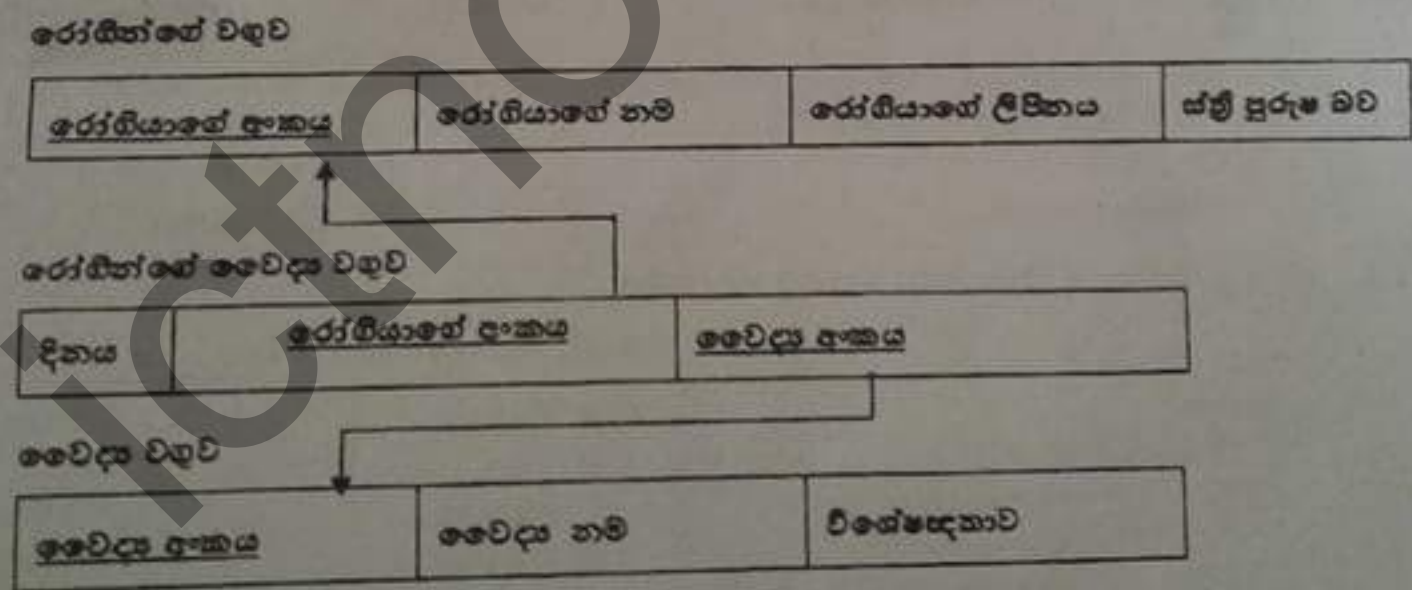 රෝගීන්ගේ වගුව
රෝගියාගේ අංකය රෝගියාගේ නම රෝගියාගේ ලිපිනය ස්ත්‍රී පුරුෂ බව
රෝගීන්ගේ වෛද්‍ය වගුව
දිනය රෝගියාගේ අංකය වෛද්‍ය අංකය
වෛද්‍ය වගුව
වෛද්‍ය අංකය වෛද්‍ය නම විශේෂඥතාව